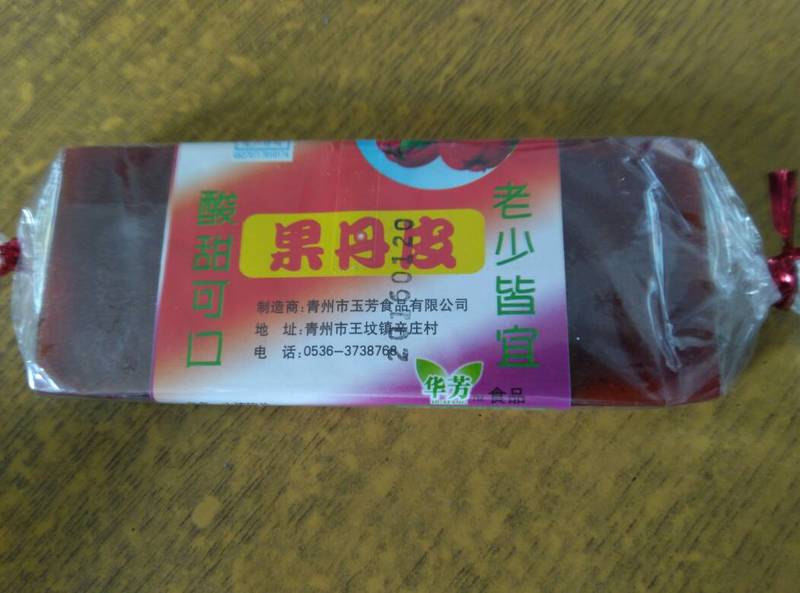 酸甜可口
果丹皮
老少皆宜
制造商:青州市玉芳食品有限公司
地 址:青州市王坟镇辛庄村
电 话:0536-3738768
20160120
华芳
食品